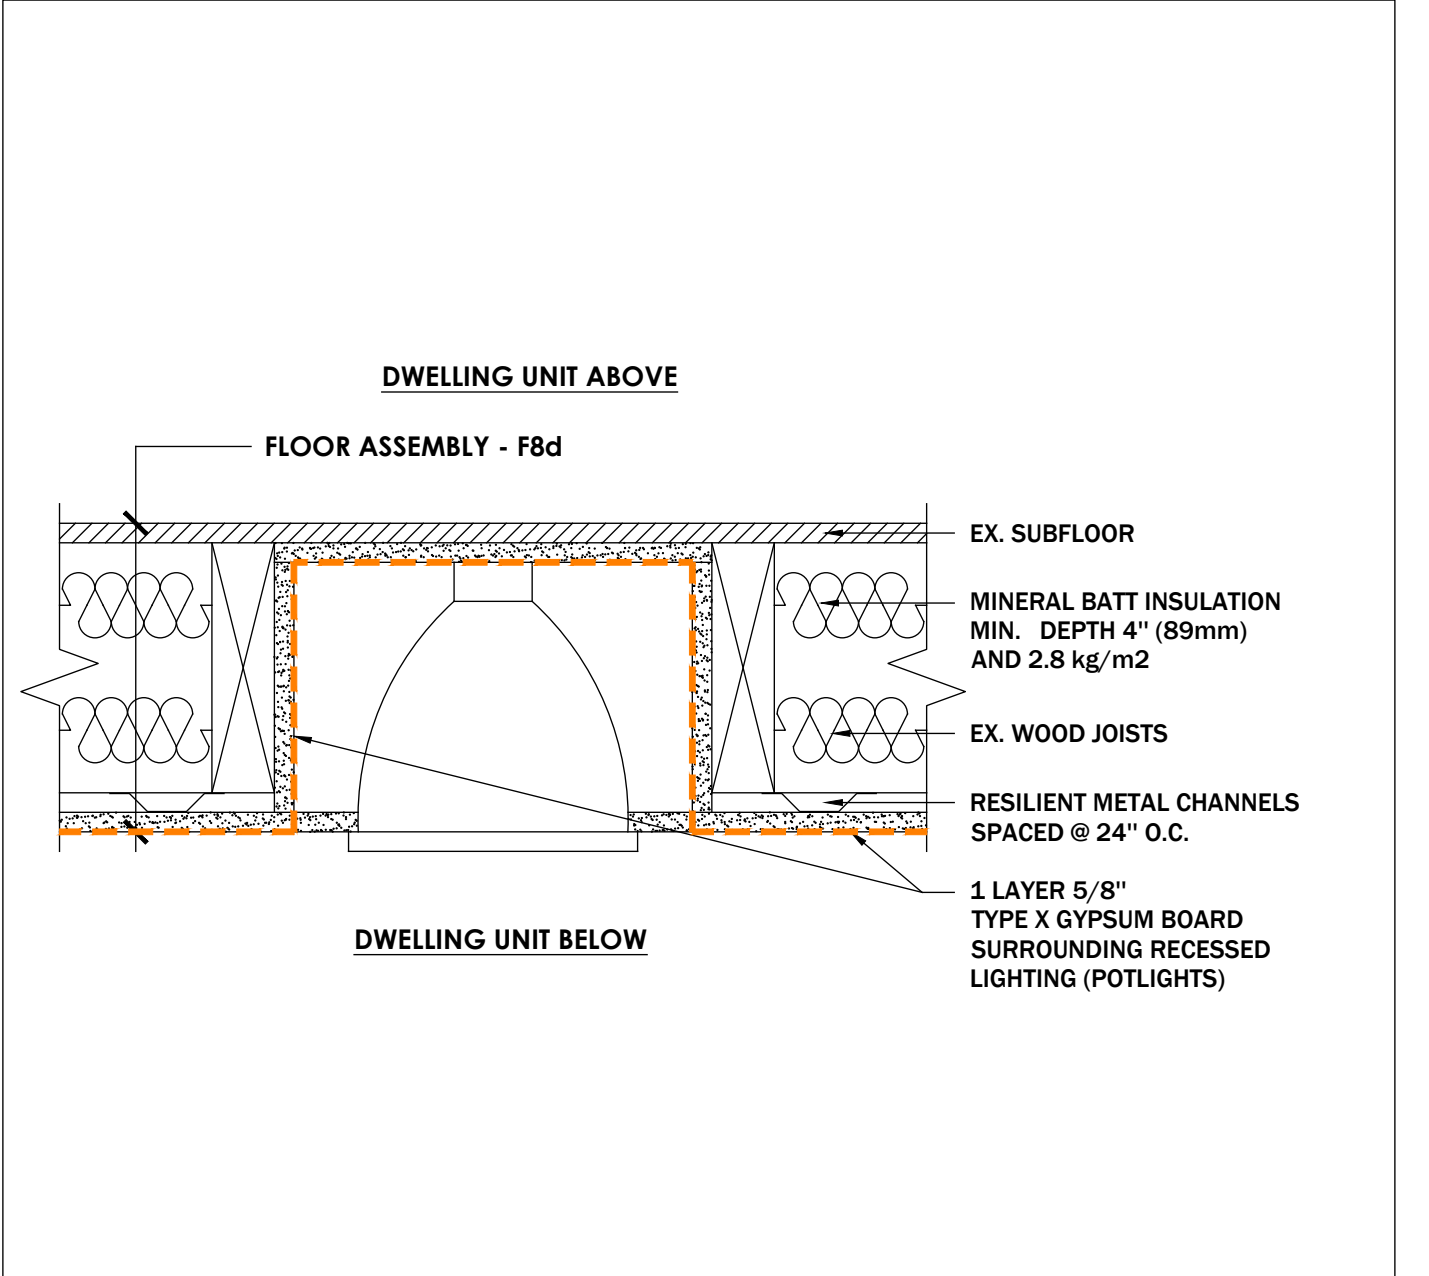 DWELLING UNIT ABOVE
FLOOR ASSEMBLY - F8d
EX. SUBFLOOR
MINERAL BATT INSULATION
MIN. DEPTH 4" (89mm)
AND 2.8 kg/m2
EX. WOOD JOISTS
RESILIENT METAL CHANNELS
SPACED @ 24" O.C.
1 LAYER 5/8"
TYPE X GYPSUM BOARD
SURROUNDING RECESSED
LIGHTING (POTLIGHTS)
DWELLING UNIT BELOW